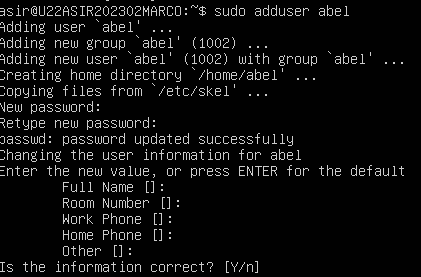 asir@U22ASIR202302MARCO:~$ sudo adduser abel
Adding user `abel' ...
Adding new group `abel' (1002) ...
Adding new user `abel' (1002) with group `abel' ...
Creating home directory `/home/abel' ...
Copying files from `/etc/skel' ...
New password:
Retype new password:
passwd: password updated successfully
Changing the user information for abel
Enter the new value, or press ENTER for the default
Full Name []:
Room Number []:
Work Phone []:
Home Phone []:
Other []:
Is the information correct? [Y/n]